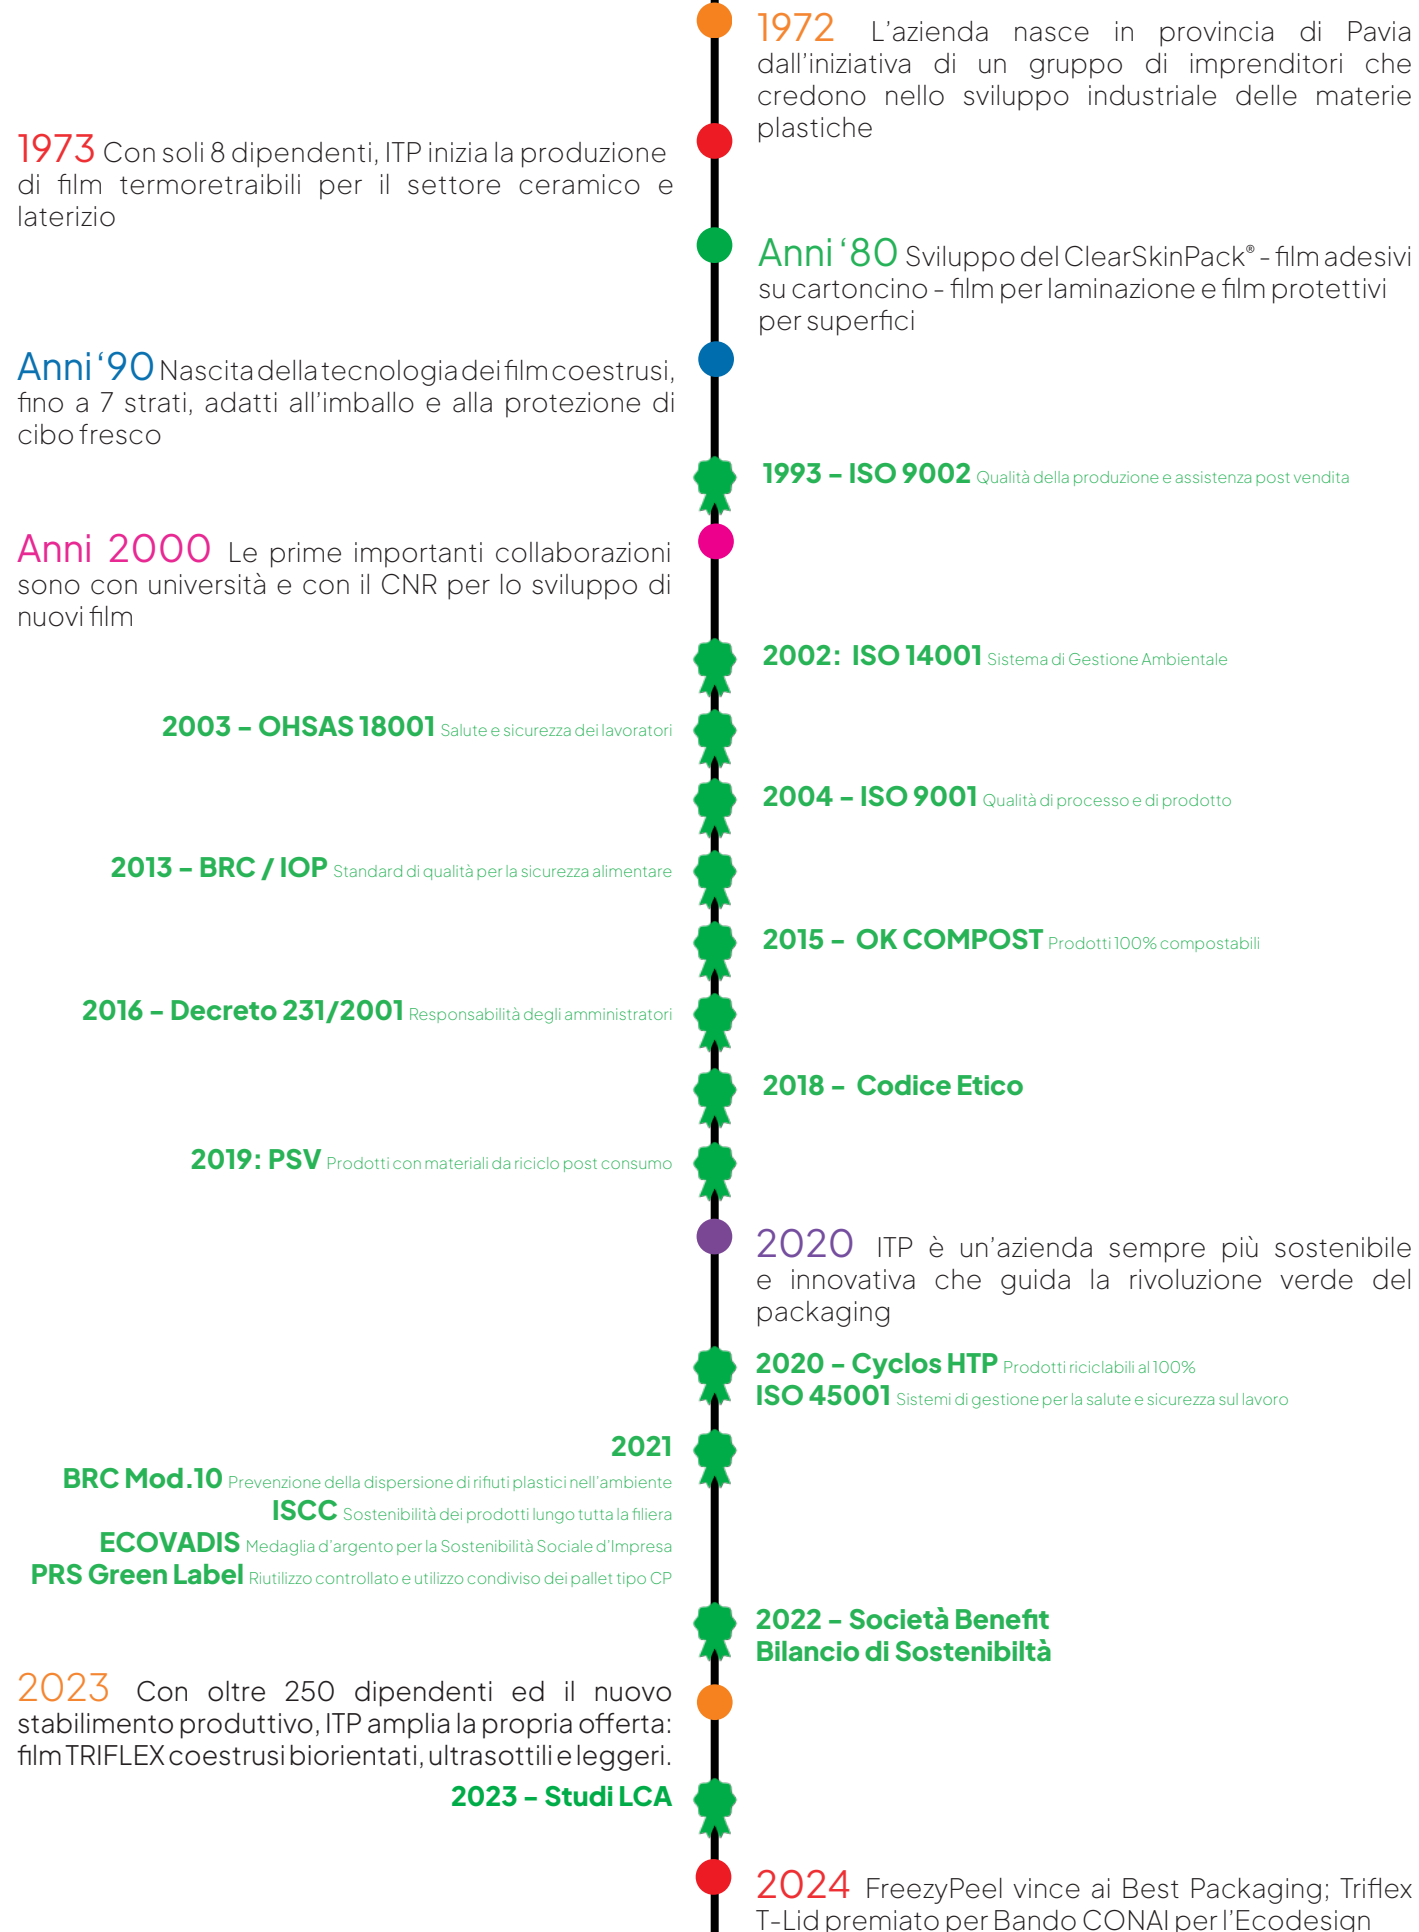 1972 L’azienda nasce in provincia di Pavia
dall’iniziativa di un gruppo di imprenditori che
credono nello sviluppo industriale delle materie
plastiche
1973 Con soli 8 dipendenti, ITP inizia la produzione
di film termoretraibili per il settore ceramico e
laterizio
Anni ‘80 Sviluppo del ClearSkinPack® - film adesivi
su cartoncino - film per laminazione e film protettivi
per superfici
Anni ‘90 Nascita della tecnologia dei film coestrusi,
fino a 7 strati, adatti all’imballo e alla protezione di
cibo fresco
1993 – ISO 9002 Qualità della produzione e assistenza post vendita
Anni 2000 Le prime importanti collaborazioni
sono con università e con il CNR per lo sviluppo di
nuovi film
2002: ISO 14001 Sistema di Gestione Ambientale
2003 – OHSAS 18001 Salute e sicurezza dei lavoratori
2004 – ISO 9001 Qualità di processo e di prodotto
2013 – BRC / IOP Standard di qualità per la sicurezza alimentare
2015 – OK COMPOST Prodotti 100% compostabili
2016 – Decreto 231/2001 Responsabilità degli amministratori
2018 – Codice Etico
2019: PSV Prodotti con materiali da riciclo post consumo
2020 ITP è un’azienda sempre più sostenibile
e innovativa che guida la rivoluzione verde del
packaging
2020 – Cyclos HTP Prodotti riciclabili al 100%
ISO 45001 Sistemi di gestione per la salute e sicurezza sul lavoro
2021
BRC Mod.10 Prevenzione della dispersione di rifiuti plastici nell’ambiente
ISCC Sostenibilità dei prodotti lungo tutta la filiera
ECOVADIS Medaglia d’argento per la Sostenibilità Sociale d’Impresa
PRS Green Label Riutilizzo controllato e utilizzo condiviso dei pallet tipo CP
2022 – Società Benefit
Bilancio di Sostenibiltà
2023 Con oltre 250 dipendenti ed il nuovo
stabilimento produttivo, ITP amplia la propria offerta:
film TRIFLEX coestrusi biorientati, ultrasottili e leggeri.
2023 – Studi LCA
2024 FreezyPeel vince ai Best Packaging; Triflex
T-Lid premiato per Bando CONAI per l’Ecodesign